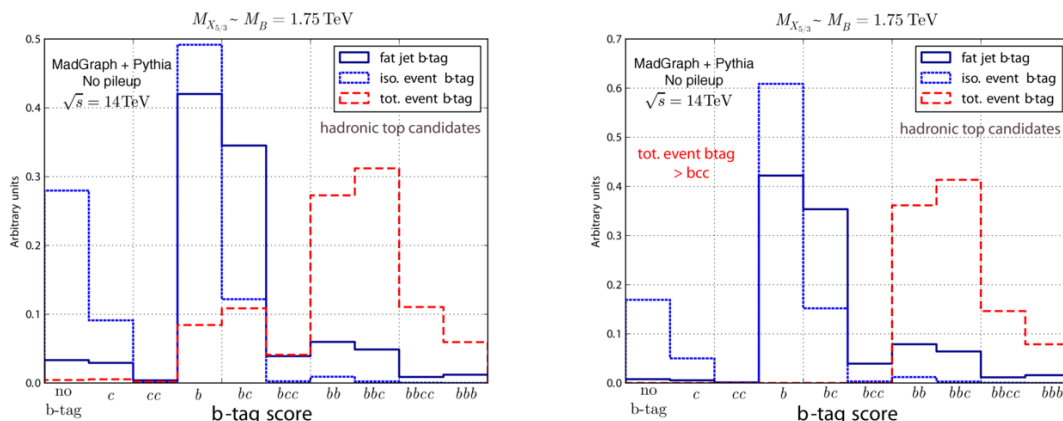 M_{X_{5/3}} ~ M_B = 1.75 TeV
MadGraph + Pythia
No pileup
√s = 14 TeV
fat jet b-tag
iso. event b-tag
tot. event b-tag
hadronic top candidates
Arbitrary units
0.5
0.4
0.3
0.2
0.1
0.0
no b-tag c cc b bc bcc bb bbc bbcc bbb
b-tag score
M_{X_{5/3}} ~ M_B = 1.75 TeV
MadGraph + Pythia
No pileup
√s = 14 TeV
fat jet b-tag
iso. event b-tag
tot. event b-tag
hadronic top candidates
tot. event btag
> bcc
Arbitrary units
0.7
0.6
0.5
0.4
0.3
0.2
0.1
0.0
no b-tag c cc b bc bcc bb bbc bbcc bbb
b-tag score